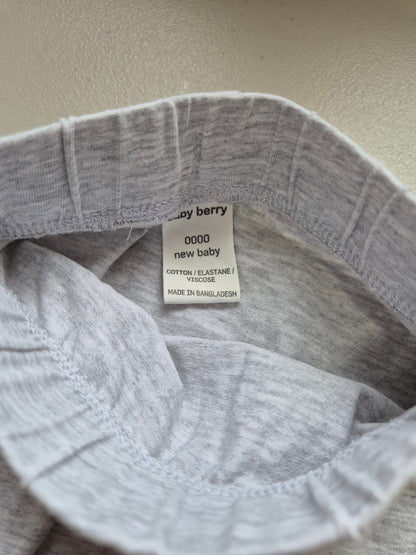 baby berry
0000
new baby
COTTON / ELASTANE /
VISCOSE
MADE IN BANGLADESH